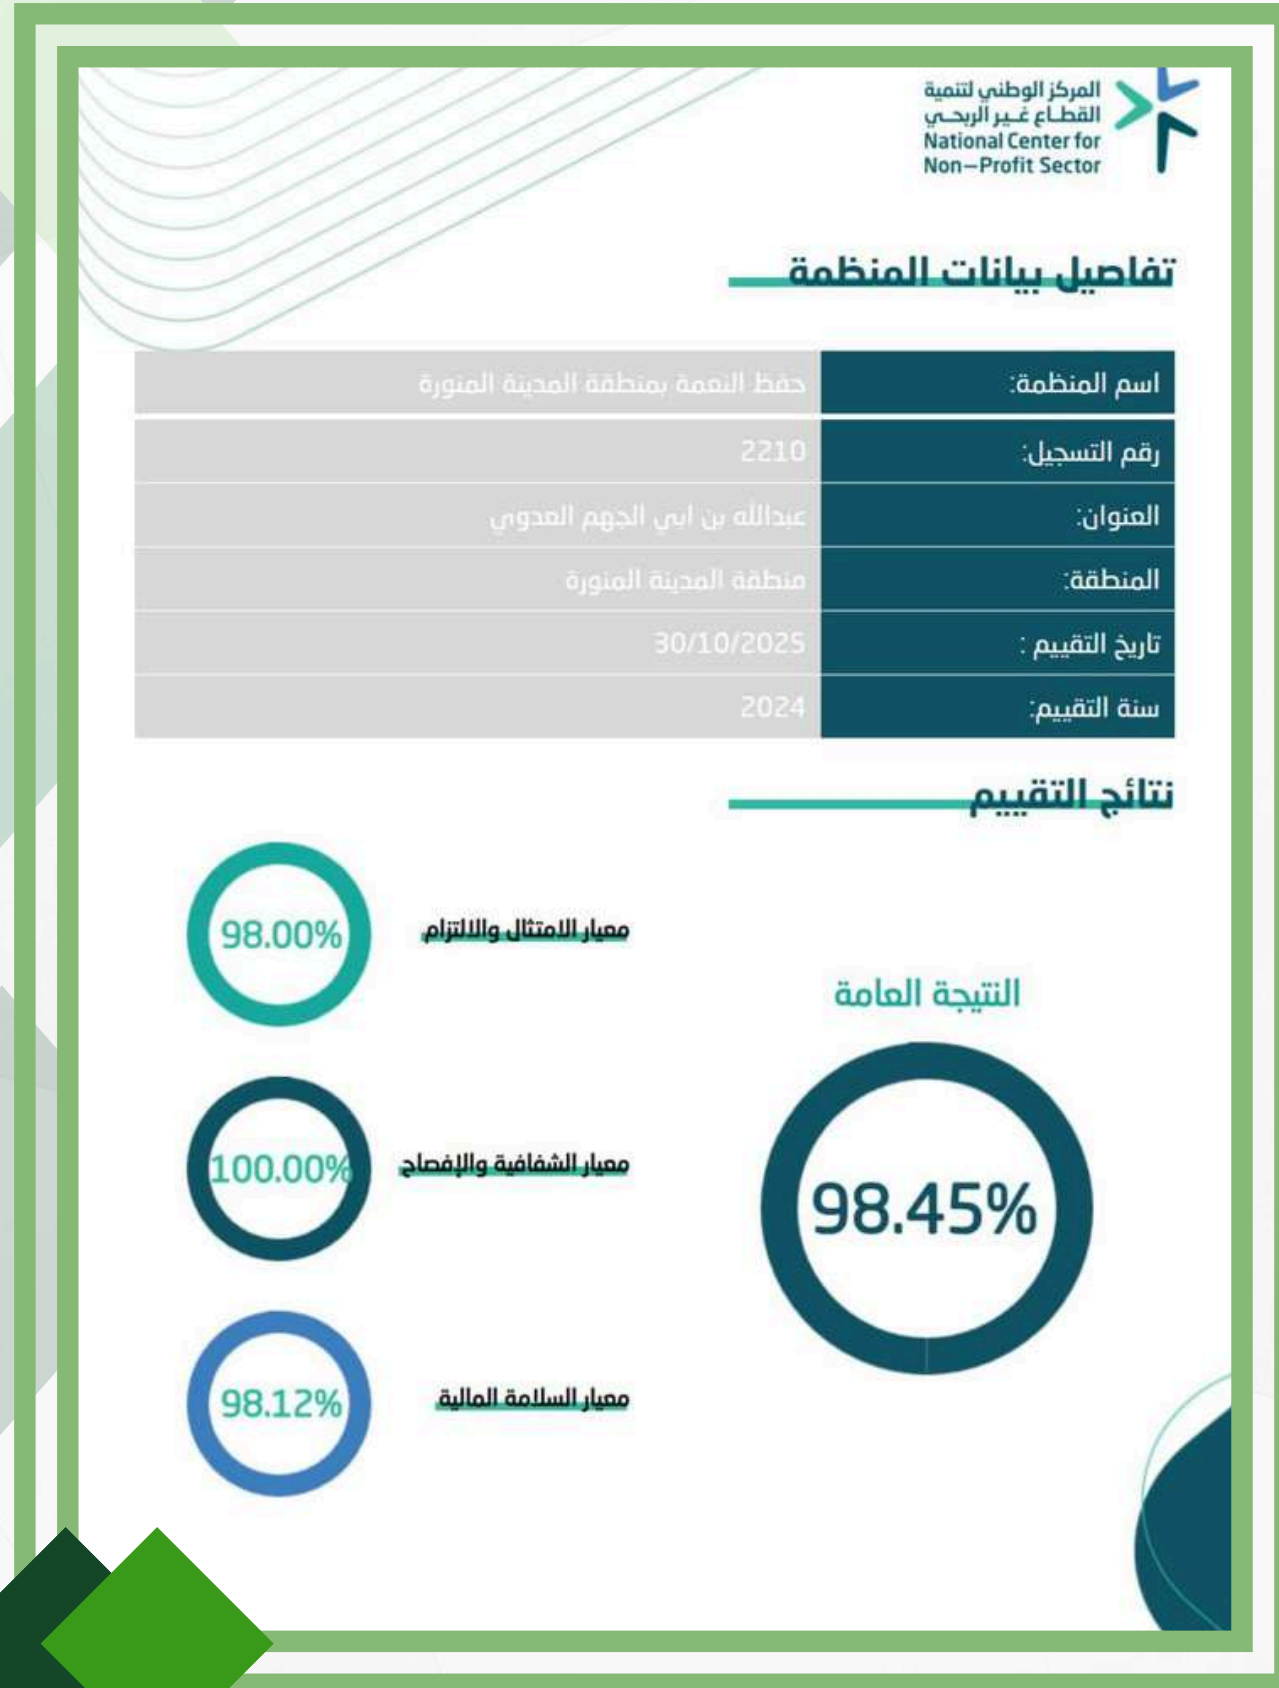 المركز الوطني لتنمية
القطاع غير الربحي
National Center for
Non-Profit Sector
تفاصيل بيانات المنظمة
اسم المنظمة: حفظ النعمة بمنطقة المدينة المنورة
رقم التسجيل: 2210
العنوان: عبدالله بن ابي الجهم العدوي
المنطقة: منطقة المدينة المنورة
تاريخ التقييم : 30/10/2025
سنة التقييم: 2024
نتائج التقييم
معيار الامتثال والالتزام 98.00%
النتيجة العامة
معيار الشفافية والإفصاح 100.00%
98.45%
معيار السلامة المالية 98.12%